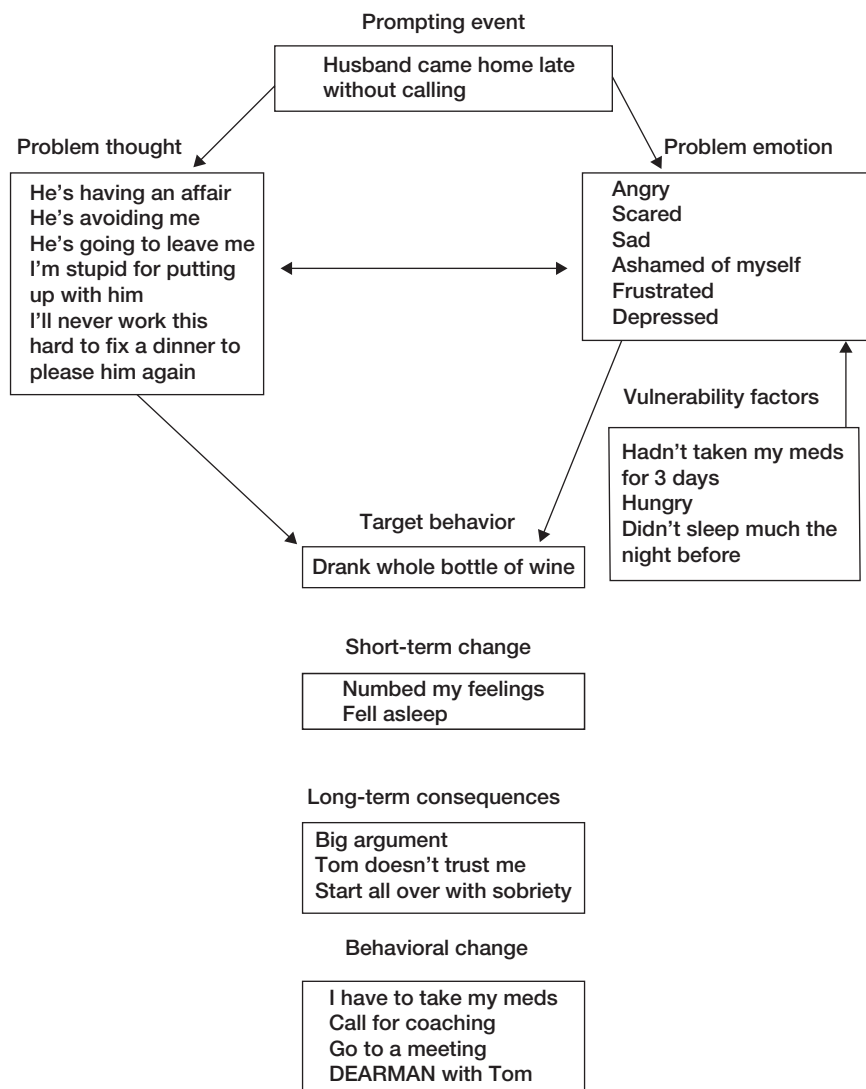 Prompting event
Husband came home late
without calling
Problem thought
He's having an affair
He's avoiding me
He's going to leave me
I'm stupid for putting
up with him
I'll never work this
hard to fix a dinner to
please him again
Problem emotion
Angry
Scared
Sad
Ashamed of myself
Frustrated
Depressed
Vulnerability factors
Hadn't taken my meds
for 3 days
Hungry
Didn't sleep much the
night before
Target behavior
Drank whole bottle of wine
Short-term change
Numbed my feelings
Fell asleep
Long-term consequences
Big argument
Tom doesn't trust me
Start all over with sobriety
Behavioral change
I have to take my meds
Call for coaching
Go to a meeting
DEARMAN with Tom